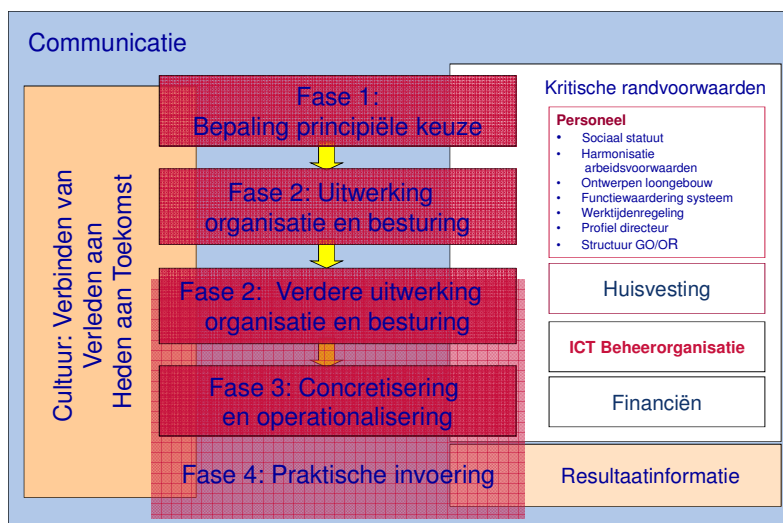 Communicatie
Cultuur: Verbinden van
Verleden aan
Heden aan Toekomst
Fase 1:
Bepaling principiële keuze
Fase 2: Uitwerking
organisatie en besturing
Fase 2: Verdere uitwerking
organisatie en besturing
Fase 3: Concretisering
en operationalisering
Fase 4: Praktische invoering
Kritische randvoorwaarden
Personeel
• Sociaal statuut
• Harmonisatie
arbeidsvoorwaarden
• Ontwerpen loongebouw
• Functiewaardering systeem
• Werktijdenregeling
• Profiel directeur
• Structuur GO/OR
Huisvesting
ICT Beheerorganisatie
Financiën
Resultaatinformatie